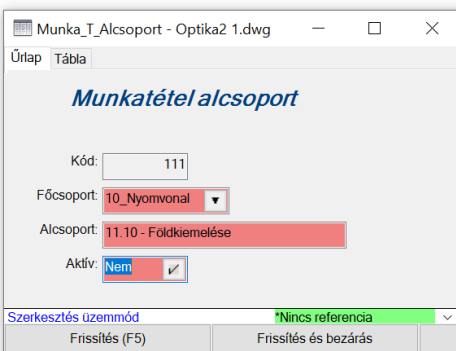 Munka_T_Alcsoport - Optika2 1.dwg
Űrlap Tábla
Munkatétel alcsoport
Kód: 111
Főcsoport: 10_Nyomvonal
Alcsoport: 11.10 - Földkiemelése
Aktív: Nem
Szerkesztés üzemmód *Nincs referencia
Frissítés (F5) Frissítés és bezárás